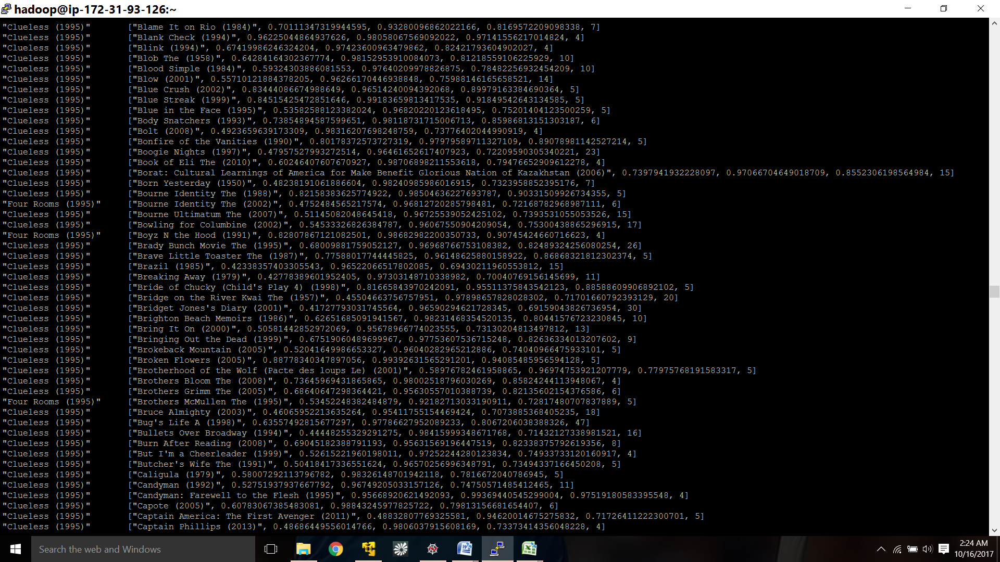 hadoop@ip-172-31-93-126:~
"Clueless (1995)" ["Blame It on Rio (1984)", 0.70111347319944595, 0.93280096862022166, 0.8169572209098338, 7]
"Clueless (1995)" ["Blank Check (1994)", 0.96225044864937626, 0.98058067569092022, 0.97141556217014824, 4]
"Clueless (1995)" ["Blink (1994)", 0.67419986246324204, 0.97423600963479862, 0.82421793604902027, 4]
"Clueless (1995)" ["Blob The (1958)", 0.64284164302367774, 0.98152953910084073, 0.81218559106225929, 10]
"Clueless (1995)" ["Blood Simple (1984)", 0.59324303886081553, 0.97640209978826875, 0.78482256932454209, 10]
"Clueless (1995)" ["Blow (2001)", 0.55710121884378205, 0.96266170446938848, 0.75988146165658521, 14]
"Clueless (1995)" ["Blue Crush (2002)", 0.83444086674988649, 0.96514240094392068, 0.89979163384690364, 5]
"Clueless (1995)" ["Blue Streak (1999)", 0.84515425472851646, 0.99183659813417535, 0.91849542643134585, 5]
"Clueless (1995)" ["Blue in the Face (1995)", 0.53582588123382024, 0.96820220123618495, 0.75201404123500259, 5]
"Clueless (1995)" ["Body Snatchers (1993)", 0.73854894587599651, 0.98118731715006713, 0.85986813151303187, 6]
"Clueless (1995)" ["Bolt (2008)", 0.4923659639173309, 0.98316207698248759, 0.73776402044990919, 4]
"Clueless (1995)" ["Bonfire of the Vanities (1990)", 0.80178372573727319, 0.97979589711327109, 0.89078981142527214, 5]
"Clueless (1995)" ["Boogie Nights (1997)", 0.47957527993272514, 0.96461652617407923, 0.72209590305340221, 23]
"Clueless (1995)" ["Book of Eli The (2010)", 0.60246407607670927, 0.98706898211553618, 0.79476652909612278, 4]
"Clueless (1995)" ["Borat: Cultural Learnings of America for Make Benefit Glorious Nation of Kazakhstan (2006)", 0.7397941932228097, 0.97066704649018709, 0.8552306198564984, 15]
"Clueless (1995)" ["Born Yesterday (1950)", 0.48238191061886604, 0.98240985986016915, 0.7323958852395176, 7]
"Clueless (1995)" ["Bourne Identity The (1988)", 0.82158383625774922, 0.98504636227693787, 0.90331509926734355, 5]
"Four Rooms (1995)" ["Bourne Identity The (2002)", 0.4752484565217574, 0.96812720285798481, 0.72168782968987111, 6]
"Clueless (1995)" ["Bourne Ultimatum The (2007)", 0.51145082048645418, 0.96725539052425102, 0.7393531055053526, 15]
"Clueless (1995)" ["Bowling for Columbine (2002)", 0.54533326826384787, 0.96067550904209054, 0.75300438865296915, 17]
"Four Rooms (1995)" ["Boyz N the Hood (1991)", 0.82807867121082501, 0.98682982200350733, 0.90745424660716623, 4]
"Clueless (1995)" ["Brady Bunch Movie The (1995)", 0.68009881759052127, 0.96968766753108382, 0.82489324256080254, 26]
"Clueless (1995)" ["Brave Little Toaster The (1987)", 0.77588017744445825, 0.96148625880158922, 0.86868321812302374, 5]
"Clueless (1995)" ["Brazil (1985)", 0.42338357403305543, 0.96522066517802085, 0.69430211960553812, 15]
"Clueless (1995)" ["Breaking Away (1979)", 0.42778389601952405, 0.97303148710338982, 0.70040769156145699, 11]
"Clueless (1995)" ["Bride of Chucky (Child's Play 4) (1998)", 0.81665843970242091, 0.95511375843542123, 0.88588609906892102, 5]
"Clueless (1995)" ["Bridge on the River Kwai The (1957)", 0.45504663756757951, 0.97898657828028302, 0.71701660792393129, 20]
"Clueless (1995)" ["Bridget Jones's Diary (2001)", 0.41727793031745564, 0.96590294621728345, 0.69159043826736954, 30]
"Clueless (1995)" ["Brighton Beach Memoirs (1986)", 0.62651685091941567, 0.98231468354520135, 0.80441576723230845, 10]
"Clueless (1995)" ["Bring It On (2000)", 0.50581442852972069, 0.95678966774023555, 0.73130204813497812, 13]
"Clueless (1995)" ["Bringing Out the Dead (1999)", 0.67519060489699967, 0.97753607536715248, 0.82636334013207602, 9]
"Clueless (1995)" ["Brokeback Mountain (2005)", 0.52041649986653327, 0.96040282965212886, 0.74040966475933101, 5]
"Clueless (1995)" ["Broken Flowers (2005)", 0.88778340347897056, 0.99392631565291201, 0.94085485956594128, 5]
"Clueless (1995)" ["Brotherhood of the Wolf (Pacte des loups Le) (2001)", 0.58976782461958865, 0.96974753921207779, 0.77975768191583317, 5]
"Clueless (1995)" ["Brothers Bloom The (2008)", 0.73645969431865865, 0.98002518796030269, 0.85824244113948067, 4]
"Clueless (1995)" ["Brothers Grimm The (2005)", 0.68640647298364421, 0.95630557010388739, 0.82135602154376586, 6]
"Four Rooms (1995)" ["Brothers McMullen The (1995)", 0.53452248382484879, 0.92182713033190911, 0.72817480707837889, 5]
"Clueless (1995)" ["Bruce Almighty (2003)", 0.46065952213635264, 0.95411755154469424, 0.7073885368405235, 18]
"Clueless (1995)" ["Bug's Life A (1998)", 0.63557492815677297, 0.97786627952089233, 0.8067206038388326, 47]
"Clueless (1995)" ["Bullets Over Broadway (1994)", 0.44448255329291275, 0.98415999348671768, 0.71432127338981521, 16]
"Clueless (1995)" ["Burn After Reading (2008)", 0.69045182388791193, 0.95631569196447519, 0.82338375792619356, 8]
"Clueless (1995)" ["But I'm a Cheerleader (1999)", 0.52615221960198011, 0.97252244280123834, 0.74933733120160917, 4]
"Clueless (1995)" ["Butcher's Wife The (1991)", 0.50418417336551624, 0.96570256996348791, 0.73494337166450208, 5]
"Clueless (1995)" ["Caligula (1979)", 0.58007292113796782, 0.98326148701942118, 0.7816672040786945, 5]
"Clueless (1995)" ["Candyman (1992)", 0.52751937937667792, 0.96749205033157126, 0.74750571485412465, 11]
"Clueless (1995)" ["Candyman: Farewell to the Flesh (1995)", 0.95668920621492093, 0.99369440545299004, 0.97519180583395548, 4]
"Clueless (1995)" ["Capote (2005)", 0.60783067385483081, 0.98843245977825722, 0.79813156681654407, 6]
"Clueless (1995)" ["Captain America: The First Avenger (2011)", 0.48832807769325581, 0.94620014675275832, 0.71726411222300701, 5]
"Clueless (1995)" ["Captain Phillips (2013)", 0.48686449556014766, 0.9806037915608169, 0.73373414356048228, 4]
Search the web and Windows
2:24 AM
10/16/2017